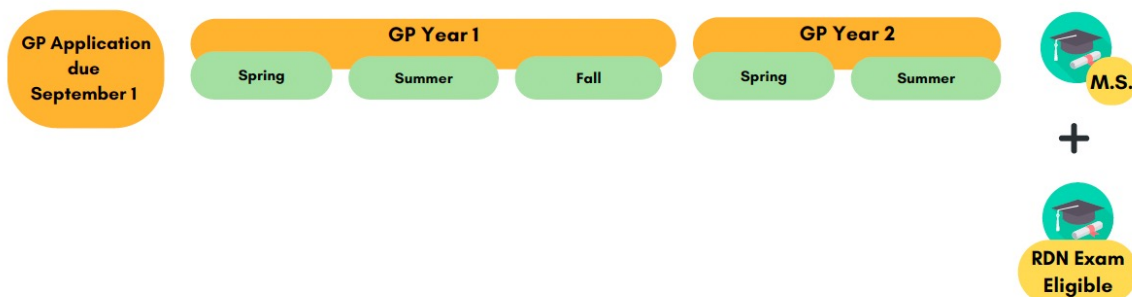 GP Application
due
September 1
GP Year 1
Spring
Summer
Fall
GP Year 2
Spring
Summer
M.S.
+
RDN Exam
Eligible